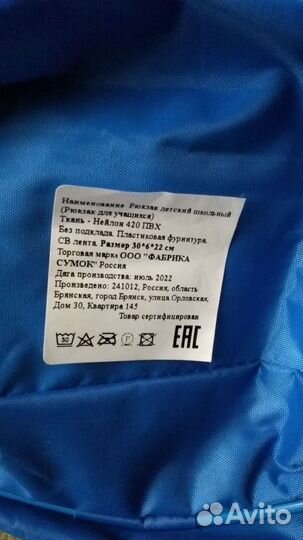 Наименование Рюкзак детский школьный
(Рюкзак для учащихся)
Ткань - Нейлон 420 ПВХ
Без подклада. Пластиковая фурнитура.
СВ лента. Размер 30*6*22 см
Торговая марка ООО "ФАБРИКА
СУМОК" Россия
Дата производства: июль 2022
Произведено: 241012, Россия, область
Брянская, город Брянск, улица Орловская,
Дом 30, Квартира 145
Товар сертифицирован
30 P EAC
Avito